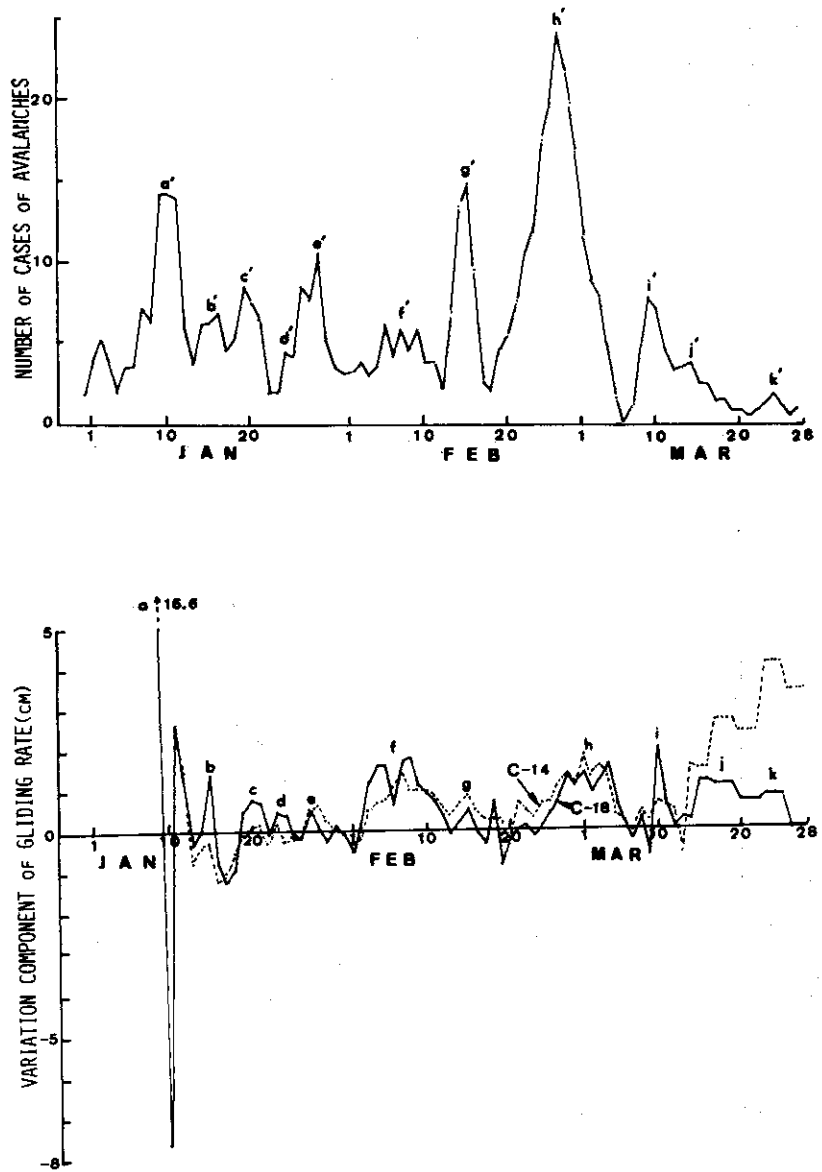 NUMBER OF CASES OF AVALANCHES
20
10
0
a′
b′
c′
d′
e′
f′
g′
h′
i′
j′
k′
1 10 20 1 10 20 1 10 20 28
JAN FEB MAR
VARIATION COMPONENT OF GLIDING RATE(CM)
a 16.6
5
0
-5
-8
b
c
d
e
f
g
h
i
j
k
C-14
C-18
1 10 20 1 10 20 1 10 20 28
JAN FEB MAR